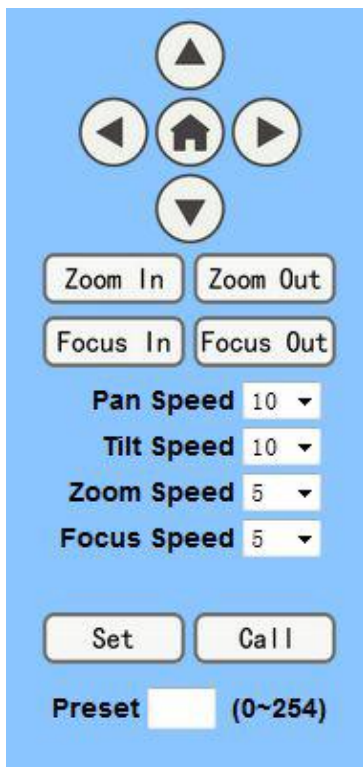 Zoom In Zoom Out
Focus In Focus Out
Pan Speed 10
Tilt Speed 10
Zoom Speed 5
Focus Speed 5
Set Call
Preset (0~254)